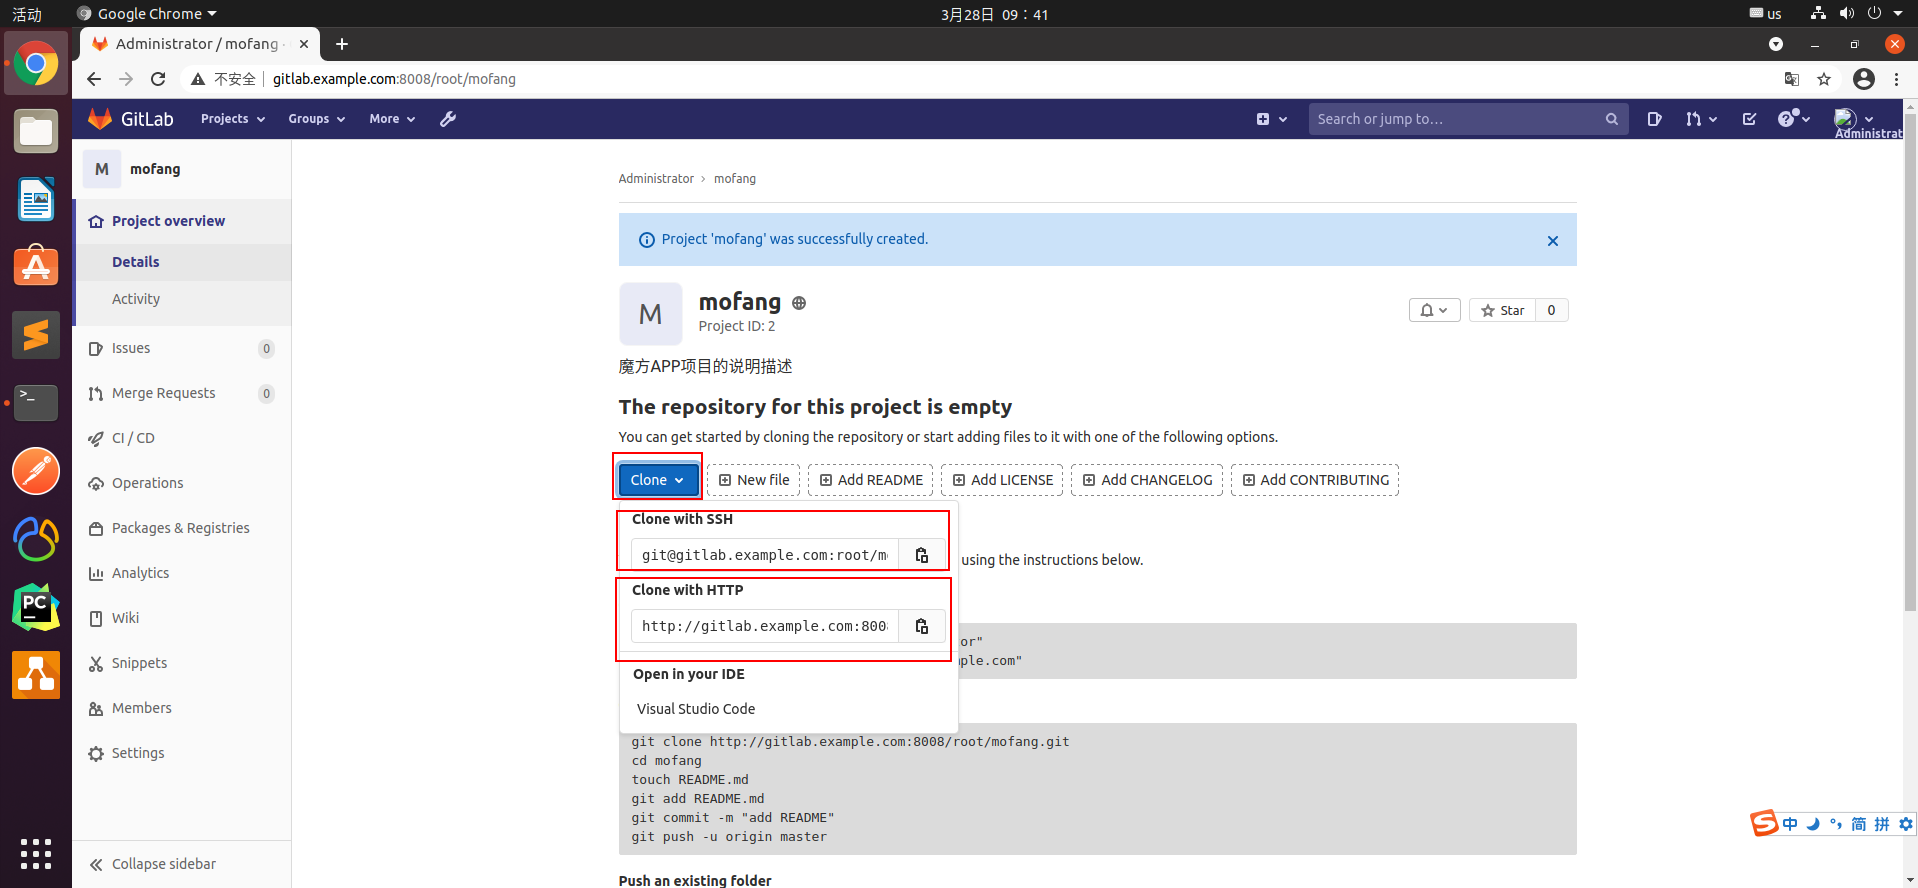 活动
Google Chrome
3月28日 09：41
us
Administrator / mofang ·
不安全
gitlab.example.com:8008/root/mofang
GitLab
Projects
Groups
More
Search or jump to…
Administrat
M
mofang
Project overview
Details
Activity
Issues
0
Merge Requests
0
CI / CD
Operations
Packages & Registries
Analytics
Wiki
Snippets
Members
Settings
Collapse sidebar
>_
PC
Administrator › mofang
Project 'mofang' was successfully created.
M
mofang
Project ID: 2
Star
0
魔方APP项目的说明描述
The repository for this project is empty
You can get started by cloning the repository or start adding files to it with one of the following options.
Clone
New file
Add README
Add LICENSE
Add CHANGELOG
Add CONTRIBUTING
Clone with SSH
git@gitlab.example.com:root/m
using the instructions below.
Clone with HTTP
http://gitlab.example.com:800
or"
mple.com"
Open in your IDE
Visual Studio Code
git clone http://gitlab.example.com:8008/root/mofang.git
cd mofang
touch README.md
git add README.md
git commit -m "add README"
git push -u origin master
Push an existing folder
S 中 简 拼